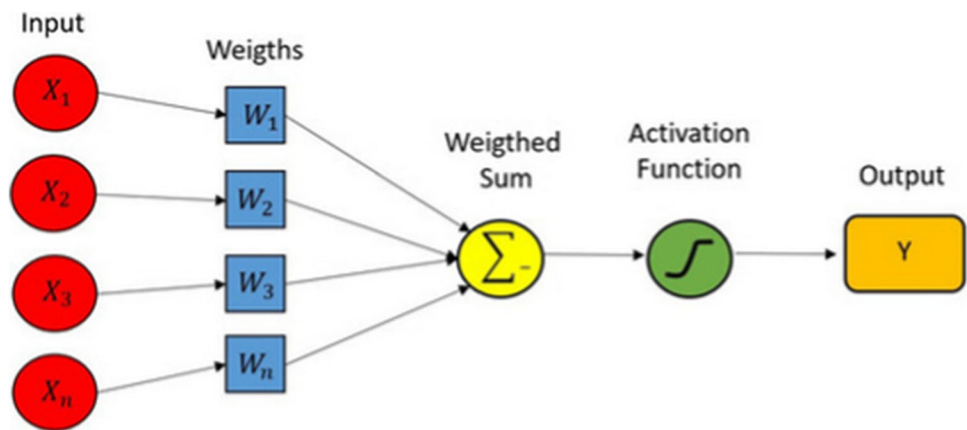 Input
Weigths
Weigthed
Sum
Activation
Function
Output
X₁
W₁
X₂
W₂
X₃
W₃
Xₙ
Wₙ
∑-
Y